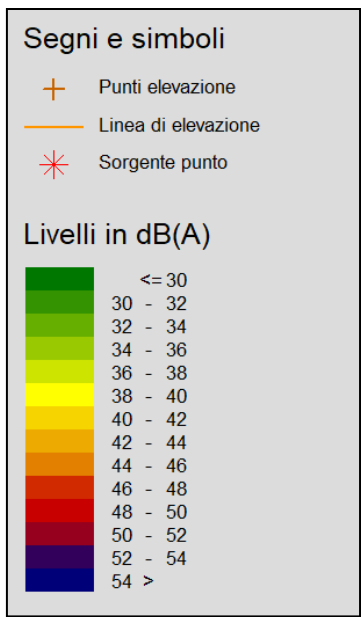 Segni e simboli
Punti elevazione
Linea di elevazione
Sorgente punto
Livelli in dB(A)
<= 30
30 - 32
32 - 34
34 - 36
36 - 38
38 - 40
40 - 42
42 - 44
44 - 46
46 - 48
48 - 50
50 - 52
52 - 54
54 >